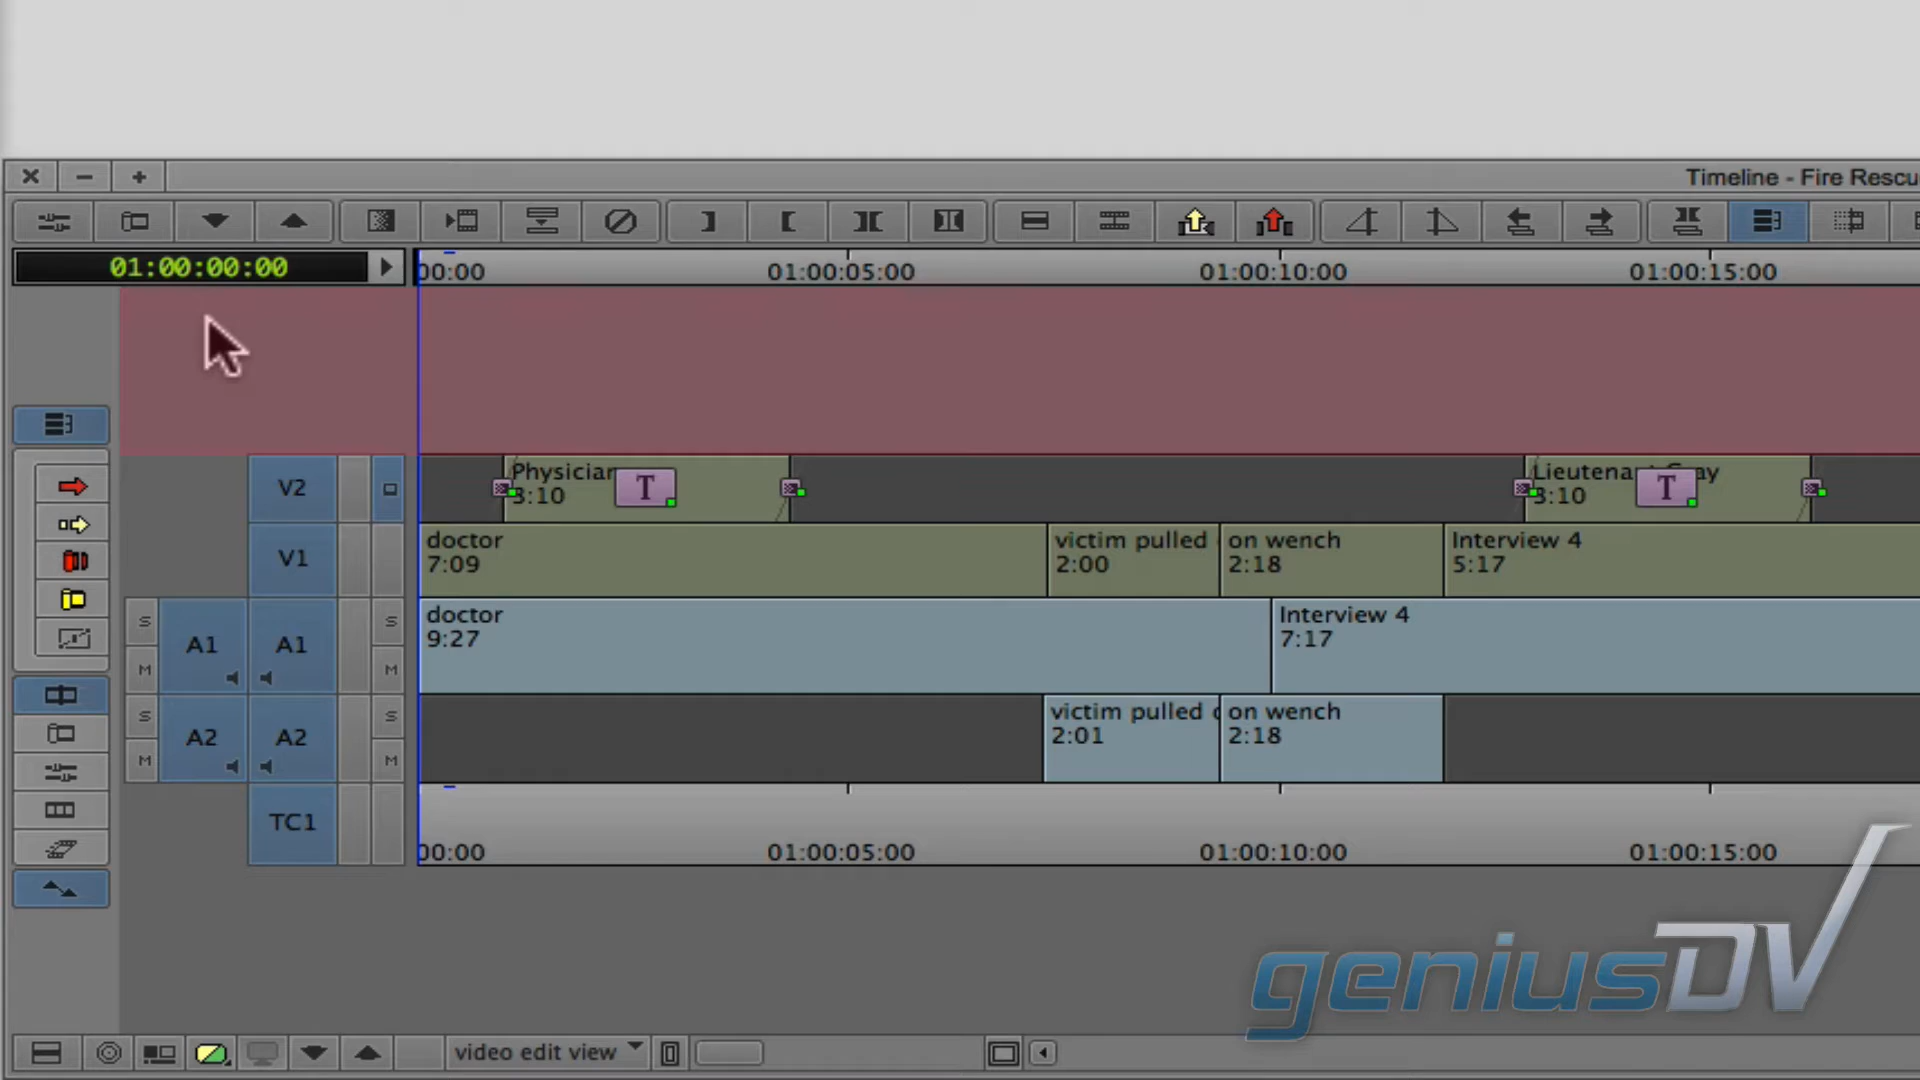 Timeline - Fire Rescu
01:00:00:00
00:00 01:00:05:00 01:00:10:00 01:00:15:00
V2
Physician
3:10
T
Lieutenant Gray
3:10
T
V1
doctor
7:09
victim pulled
2:00
on wench
2:18
Interview 4
5:17
S M A1 A1 S M
doctor
9:27
Interview 4
7:17
S M A2 A2 S M
victim pulled
2:01
on wench
2:18
TC1
00:00 01:00:05:00 01:00:10:00 01:00:15:00
geniusDV
video edit view